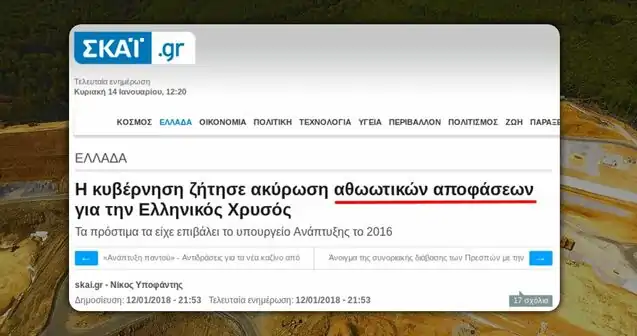 ΣΚΑΪ.gr
Τελευταία ενημέρωση
Κυριακή 14 Ιανουαρίου, 12:20
ΚΟΣΜΟΣ ΕΛΛΑΔΑ ΟΙΚΟΝΟΜΙΑ ΠΟΛΙΤΙΚΗ ΤΕΧΝΟΛΟΓΙΑ ΥΓΕΙΑ ΠΕΡΙΒΑΛΛΟΝ ΠΟΛΙΤΙΣΜΟΣ ΖΩΗ ΠΑΡΑΞΕ
ΕΛΛΑΔΑ
Η κυβέρνηση ζήτησε ακύρωση αθωωτικών αποφάσεων
για την Ελληνικός Χρυσός
Τα πρόστιμα τα είχε επιβάλει το υπουργείο Ανάπτυξης το 2016
← «Ανάπτυξη παντού» - Αντιδράσεις για τα νέα καζίνο από Άνοιγμα της συνοριακής διάβασης των Πρεσπών με την →
skai.gr - Νίκος Υποφάντης
Δημοσίευση: 12/01/2018 - 21:53 Τελευταία ενημέρωση: 12/01/2018 - 21:53
17 σχόλια